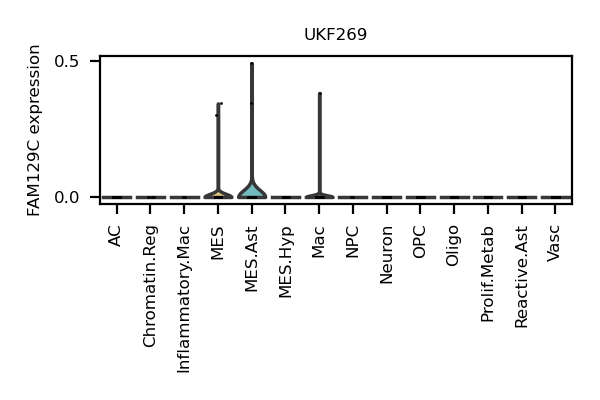 UKF269
FAM129C expression
0.5
0.0
AC
Chromatin.Reg
Inflammatory.Mac
MES
MES.Ast
MES.Hyp
Mac
NPC
Neuron
OPC
Oligo
Prolif.Metab
Reactive.Ast
Vasc